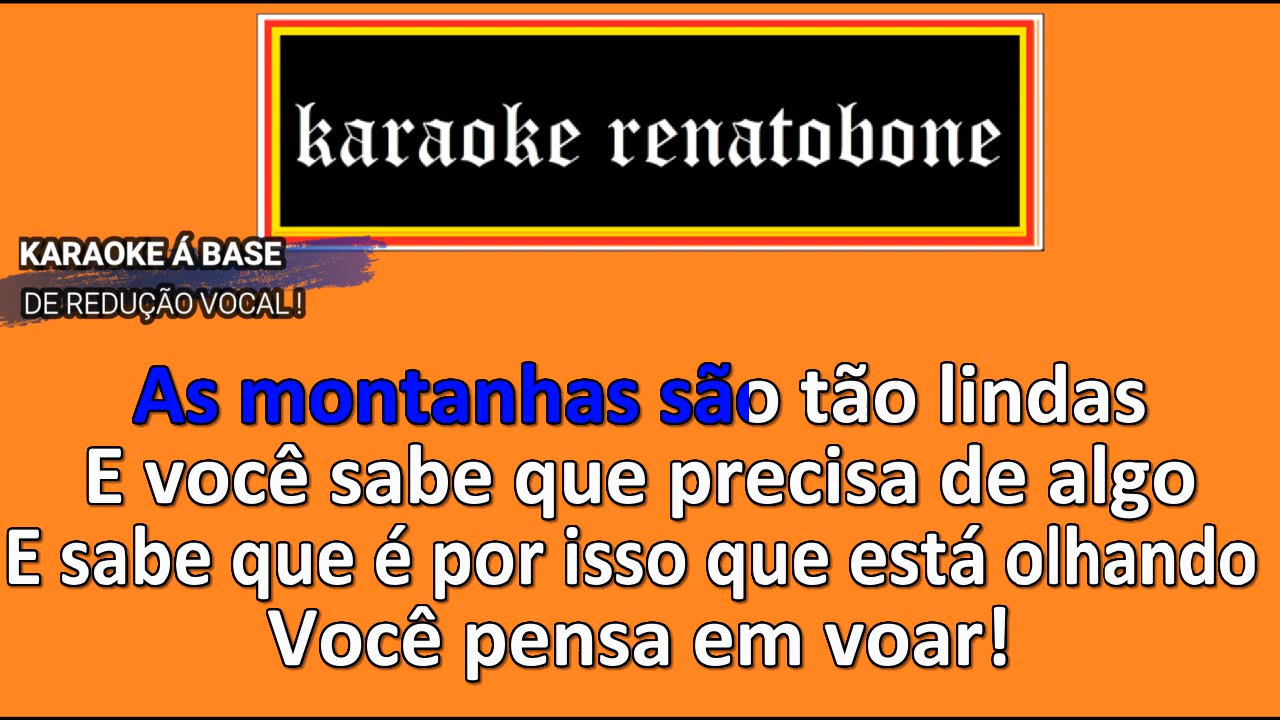 karaoke renatobone
KARAOKE Á BASE
DE REDUÇÃO VOCAL !
As montanhas são tão lindas
E você sabe que precisa de algo
E sabe que é por isso que está olhando
Você pensa em voar!